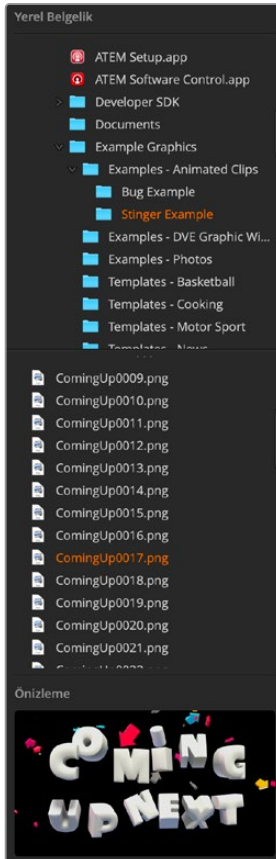 Yerel Belgelik
ATEM Setup.app
ATEM Software Control.app
Developer SDK
Documents
Example Graphics
Examples - Animated Clips
Bug Example
Stinger Example
Examples - DVE Graphic Wi...
Examples - Photos
Templates - Basketball
Templates - Cooking
Templates - Motor Sport
Templates - News
ComingUp0009.png
ComingUp0010.png
ComingUp0011.png
ComingUp0012.png
ComingUp0013.png
ComingUp0014.png
ComingUp0015.png
ComingUp0016.png
ComingUp0017.png
ComingUp0018.png
ComingUp0019.png
ComingUp0020.png
ComingUp0021.png
Önizleme
COMING
UP NEXT